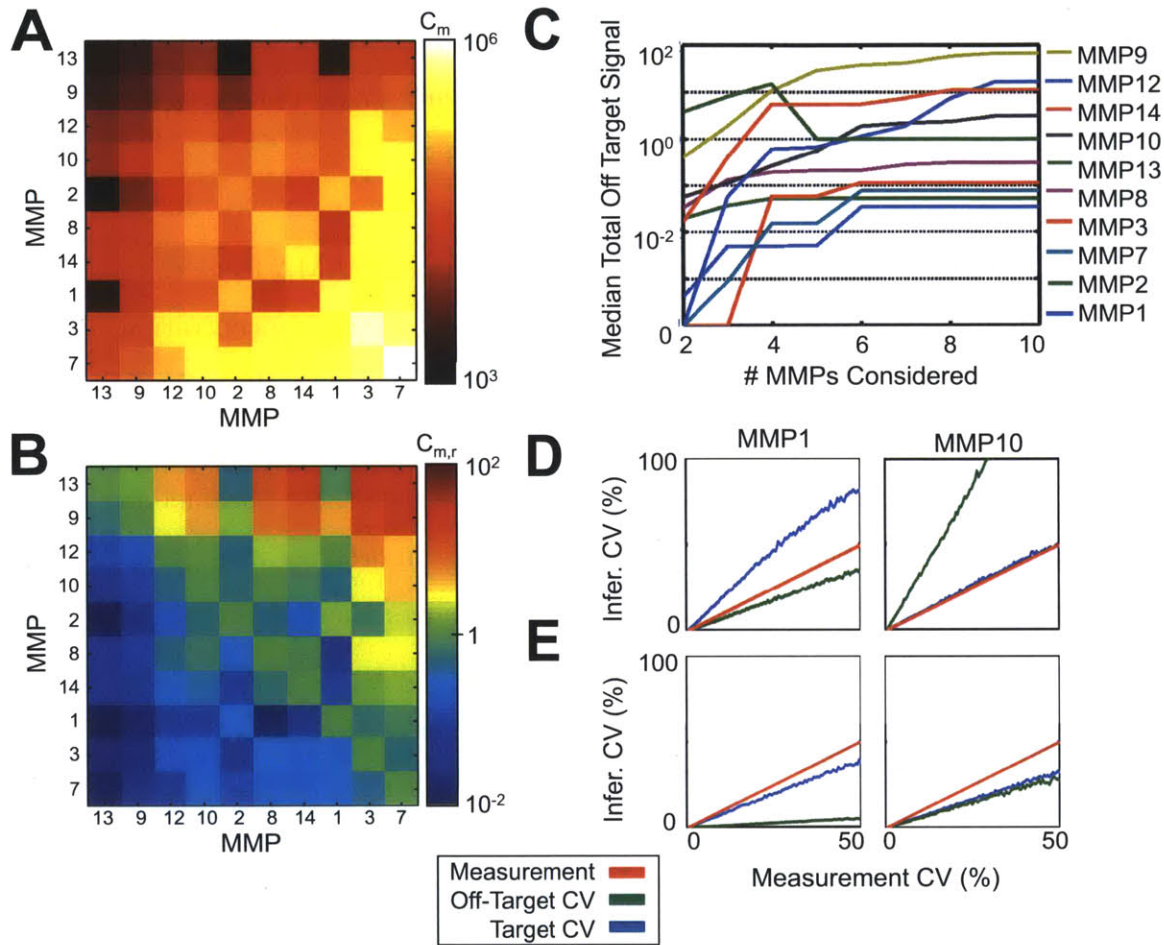 A
C_m
10^6
10^3
MMP
13
9
12
10
2
8
14
1
3
7
13 9 12 10 2 8 14 1 3 7
MMP
C
Median Total Off Target Signal
10^2
10^0
10^-2
0
2 4 6 8 10
# MMPs Considered
MMP9
MMP12
MMP14
MMP10
MMP13
MMP8
MMP3
MMP7
MMP2
MMP1
B
C_m,r
10^2
1
10^-2
MMP
13
9
12
10
2
8
14
1
3
7
13 9 12 10 2 8 14 1 3 7
MMP
D
MMP1 MMP10
Infer. CV (%)
100
0
E
Infer. CV (%)
100
0
0 50 0 50
Measurement CV (%)
Measurement
Off-Target CV
Target CV